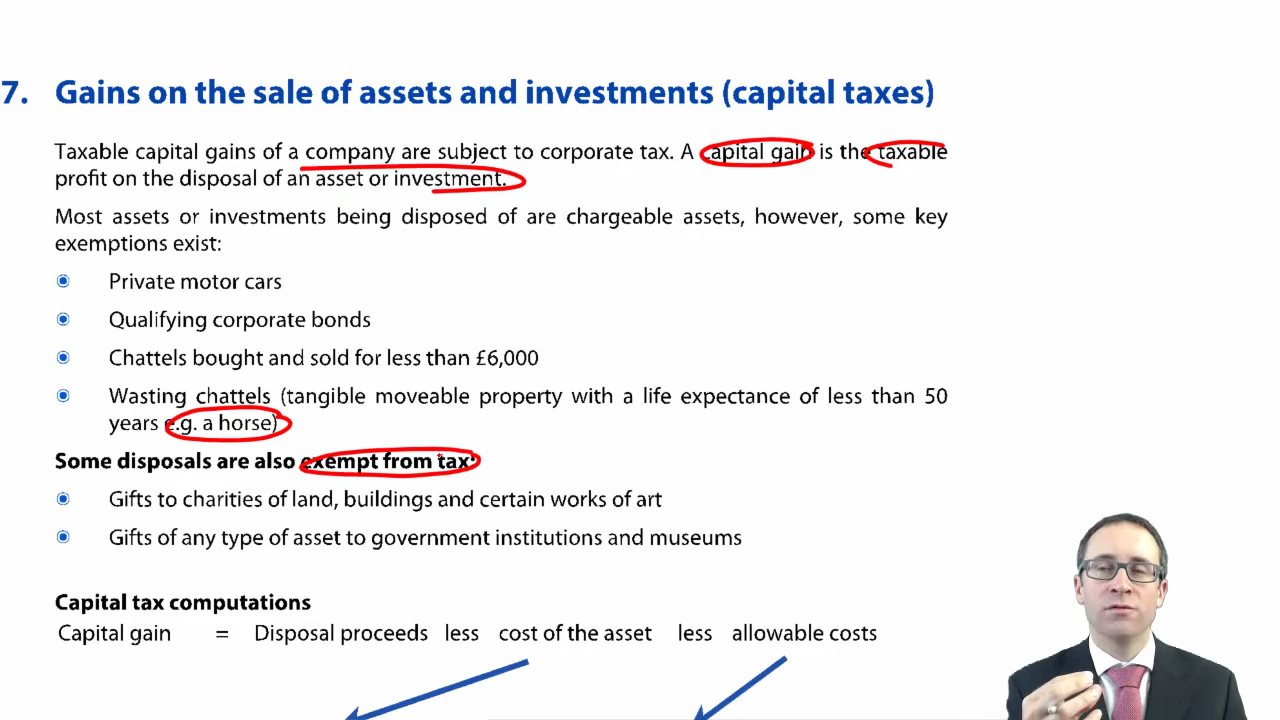 7. Gains on the sale of assets and investments (capital taxes)
Taxable capital gains of a company are subject to corporate tax. A capital gain is the taxable
profit on the disposal of an asset or investment.
Most assets or investments being disposed of are chargeable assets, however, some key
exemptions exist:
Private motor cars
Qualifying corporate bonds
Chattels bought and sold for less than £6,000
Wasting chattels (tangible moveable property with a life expectance of less than 50
years e.g. a horse)
Some disposals are also exempt from tax:
Gifts to charities of land, buildings and certain works of art
Gifts of any type of asset to government institutions and museums
Capital tax computations
Capital gain = Disposal proceeds less cost of the asset less allowable costs